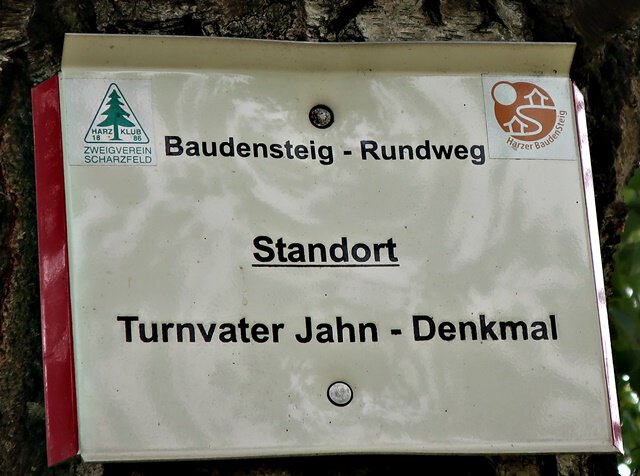 HARZ KLUB
18 86
ZWEIGVEREIN
SCHARZFELD
Harzer BaudenSteig
Baudensteig - Rundweg
Standort
Turnvater Jahn - Denkmal